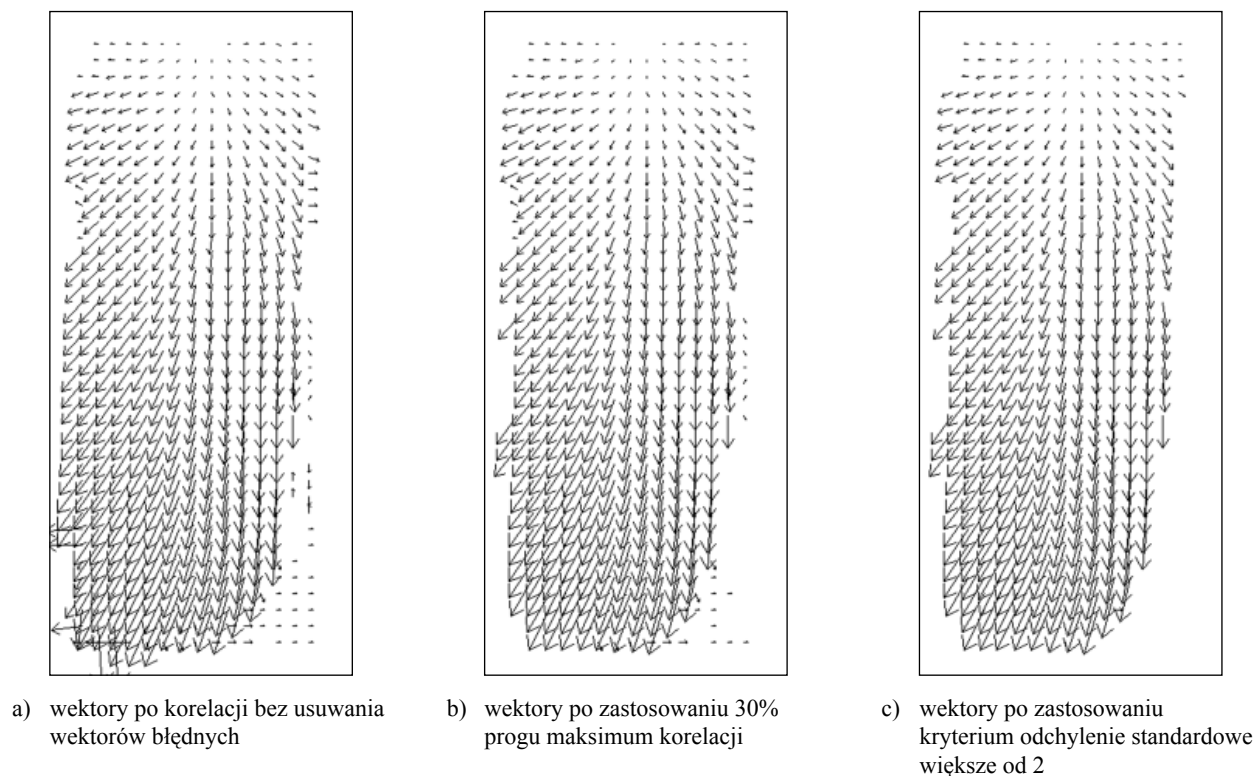 a) wektory po korelacji bez usuwania
wektorów błędnych
b) wektory po zastosowaniu 30%
progu maksimum korelacji
c) wektory po zastosowaniu
kryterium odchylenie standardowe
większe od 2